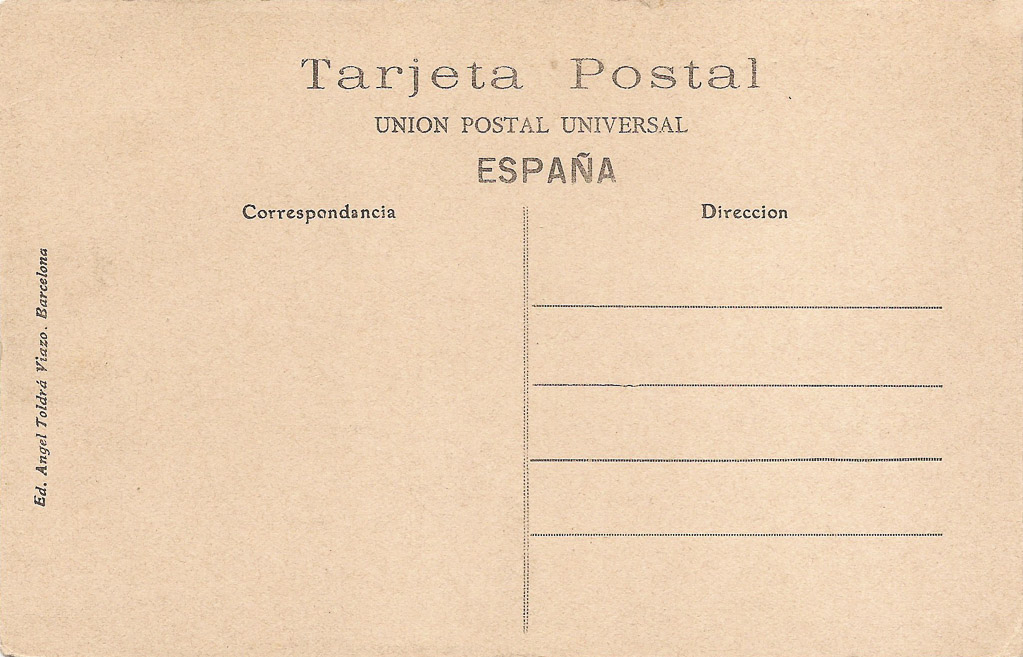 Tarjeta Postal
UNION POSTAL UNIVERSAL
ESPAÑA
Correspondancia
Direccion
Ed. Angel Toldrá Viazo. Barcelona